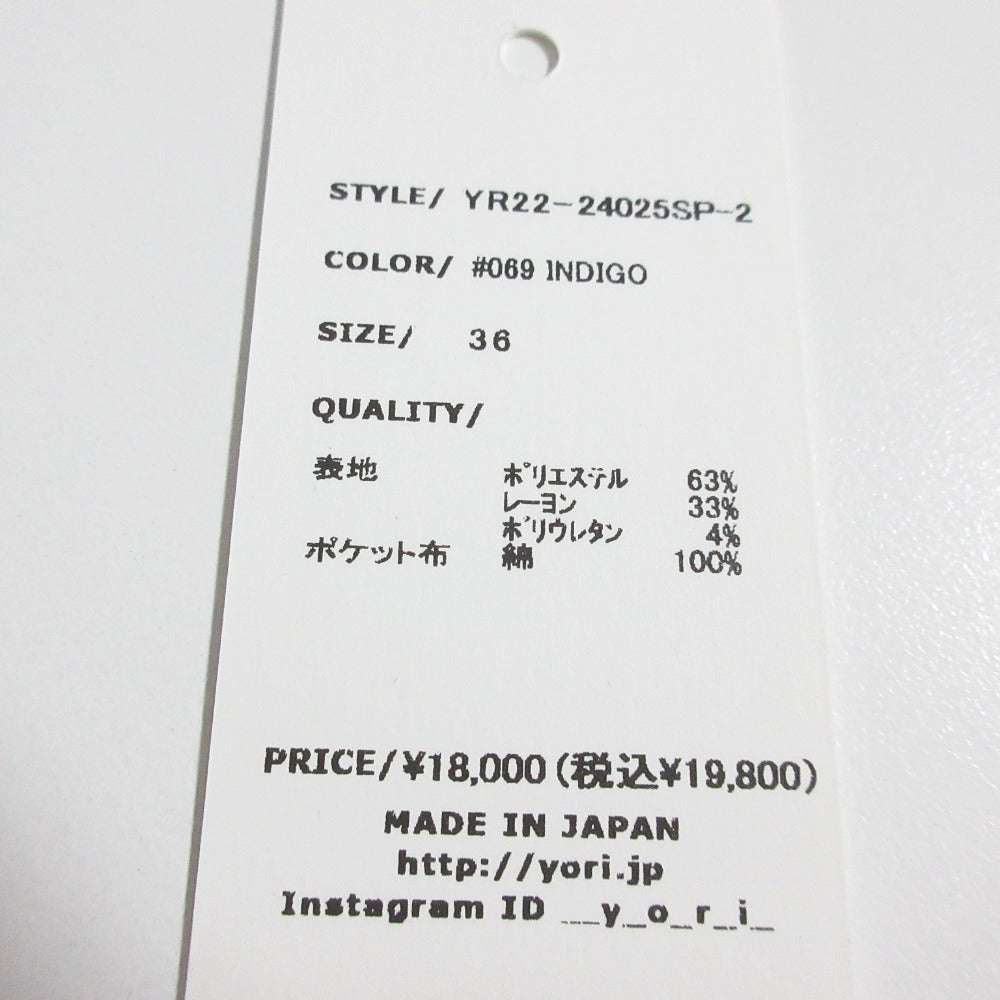 STYLE/ YR22-24025SP-2
COLOR/ #069 INDIGO
SIZE/ 36
QUALITY/
表地 ポリエステル 63%
レーヨン 33%
ポリウレタン 4%
ポケット布 綿 100%
PRICE/¥18,000(税込¥19,800)
MADE IN JAPAN
http://yori.jp
Instagram ID __y_o_r_i_